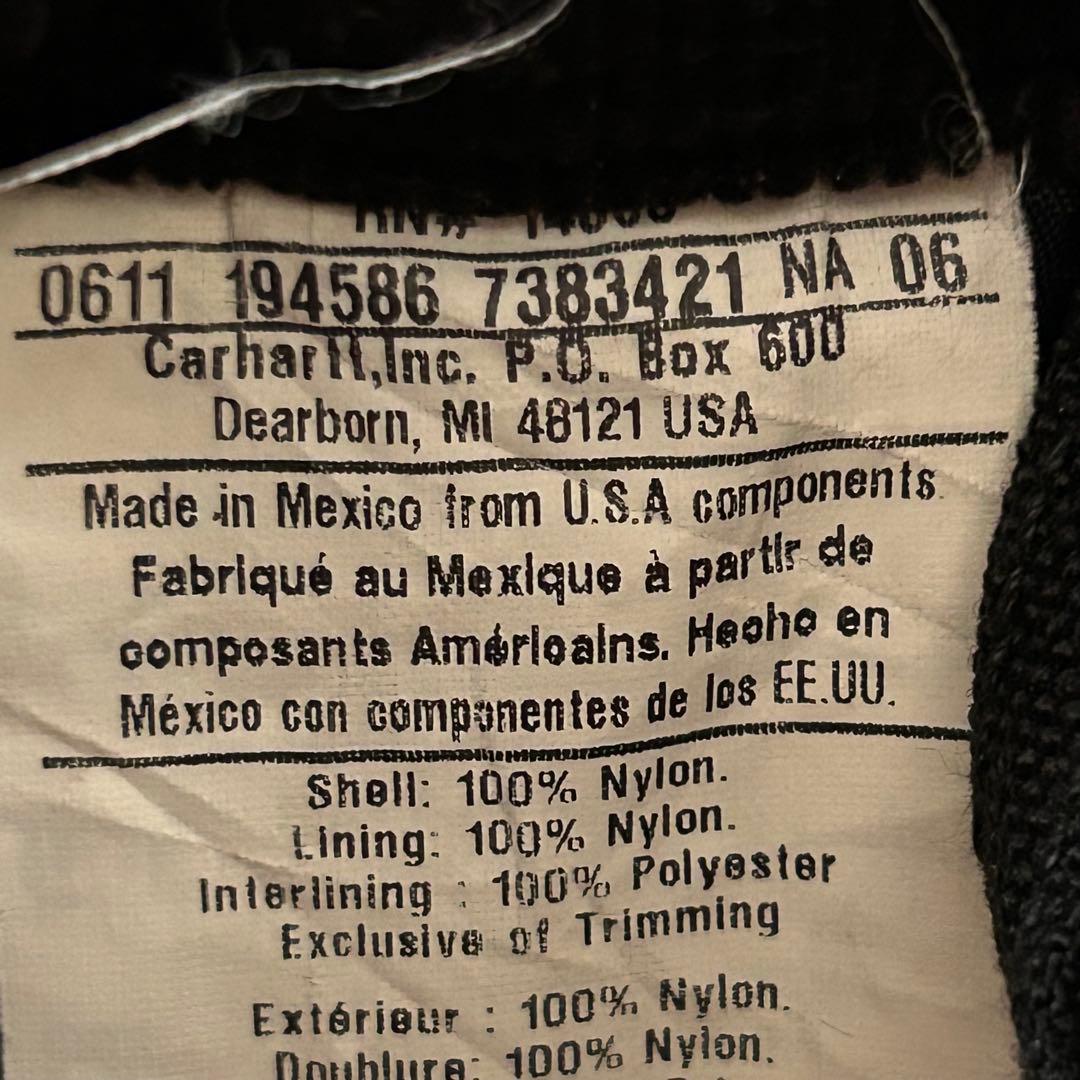 RN#
0611 194586 7383421 NA 06
Carhartt,Inc. P.O. Box 600
Dearborn, MI 48121 USA
Made in Mexico from U.S.A components.
Fabriqué au Mexique à partir de
composants Américains. Hecho en
México con componentes de los EE.UU.
Shell: 100% Nylon.
Lining: 100% Nylon.
Interlining : 100% Polyester
Exclusive of Trimming
Extérieur : 100% Nylon.
Doublure: 100% Nylon.